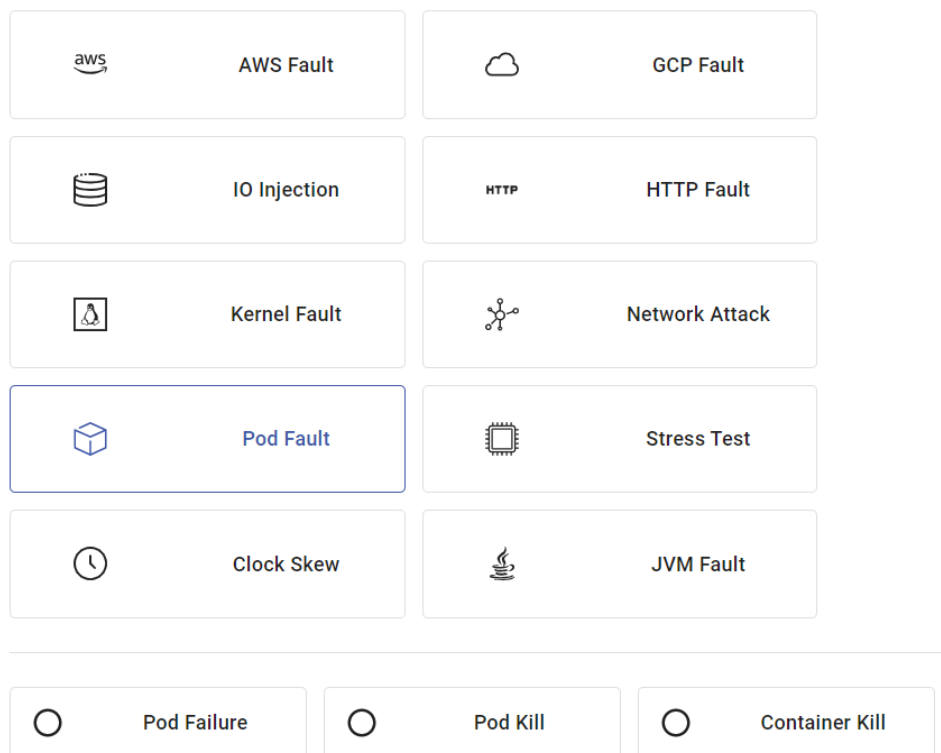 aws AWS Fault
GCP Fault
IO Injection
HTTP HTTP Fault
Kernel Fault
Network Attack
Pod Fault
Stress Test
Clock Skew
JVM Fault
Pod Failure
Pod Kill
Container Kill